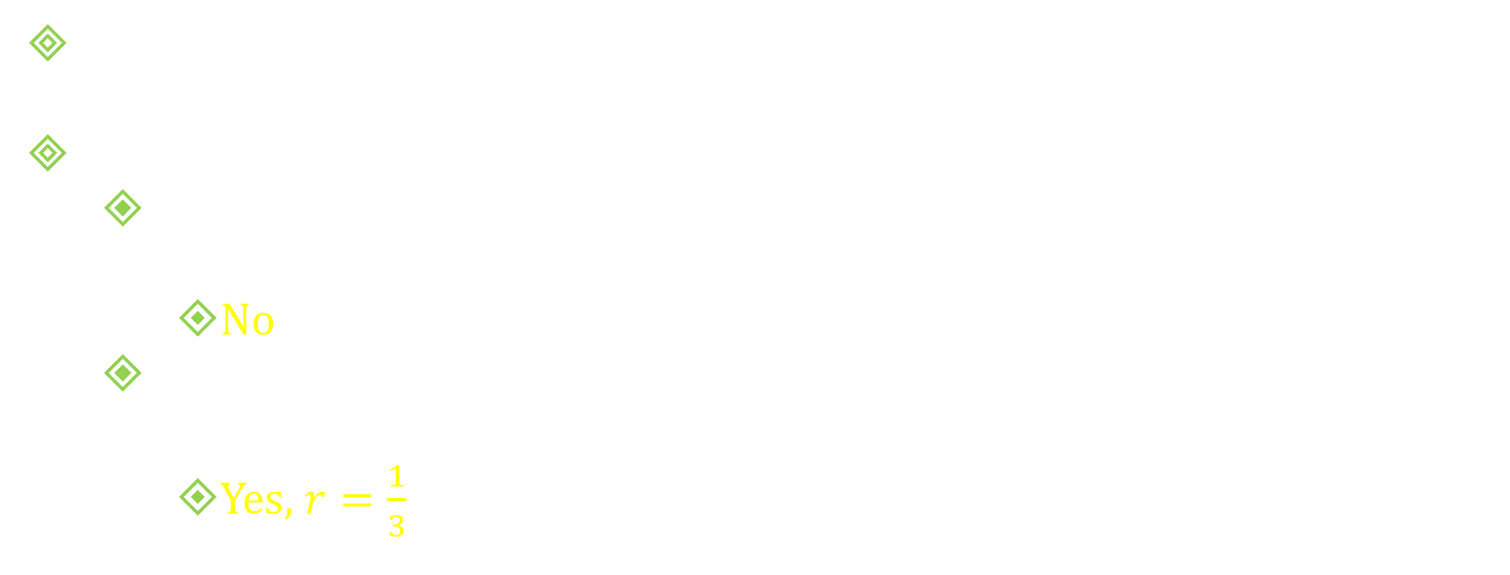 No
Yes, r = 1/3